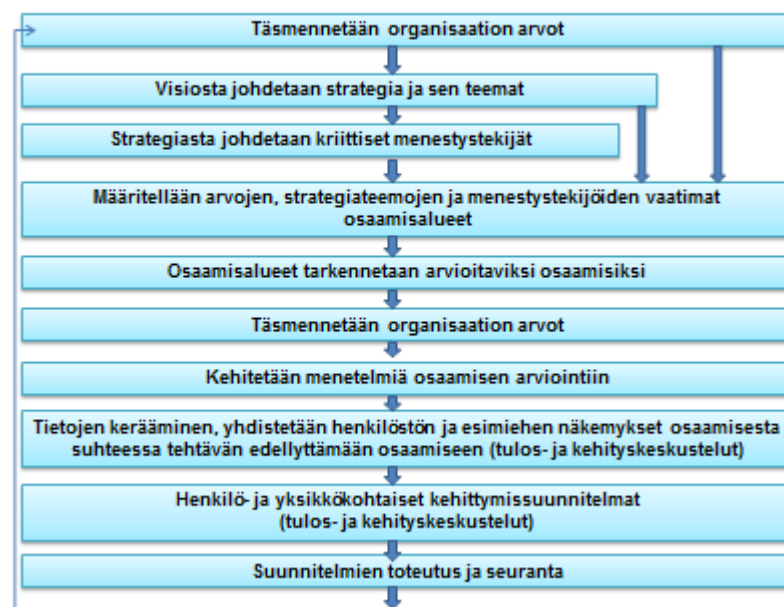 Täsmennetään organisaation arvot
Visiosta johdetaan strategia ja sen teemat
Strategiasta johdetaan kriittiset menestystekijät
Määritellään arvojen, strategiateemojen ja menestystekijöiden vaatimat
osaamisalueet
Osaamisalueet tarkennetaan arvioitaviksi osaamisiksi
Täsmennetään organisaation arvot
Kehitetään menetelmiä osaamisen arviointiin
Tietojen kerääminen, yhdistetään henkilöstön ja esimiehen näkemykset osaamisesta
suhteessa tehtävän edellyttämään osaamiseen (tulos- ja kehityskeskustelut)
Henkilö- ja yksikkökohtaiset kehittymissuunnitelmat
(tulos- ja kehityskeskustelut)
Suunnitelmien toteutus ja seuranta